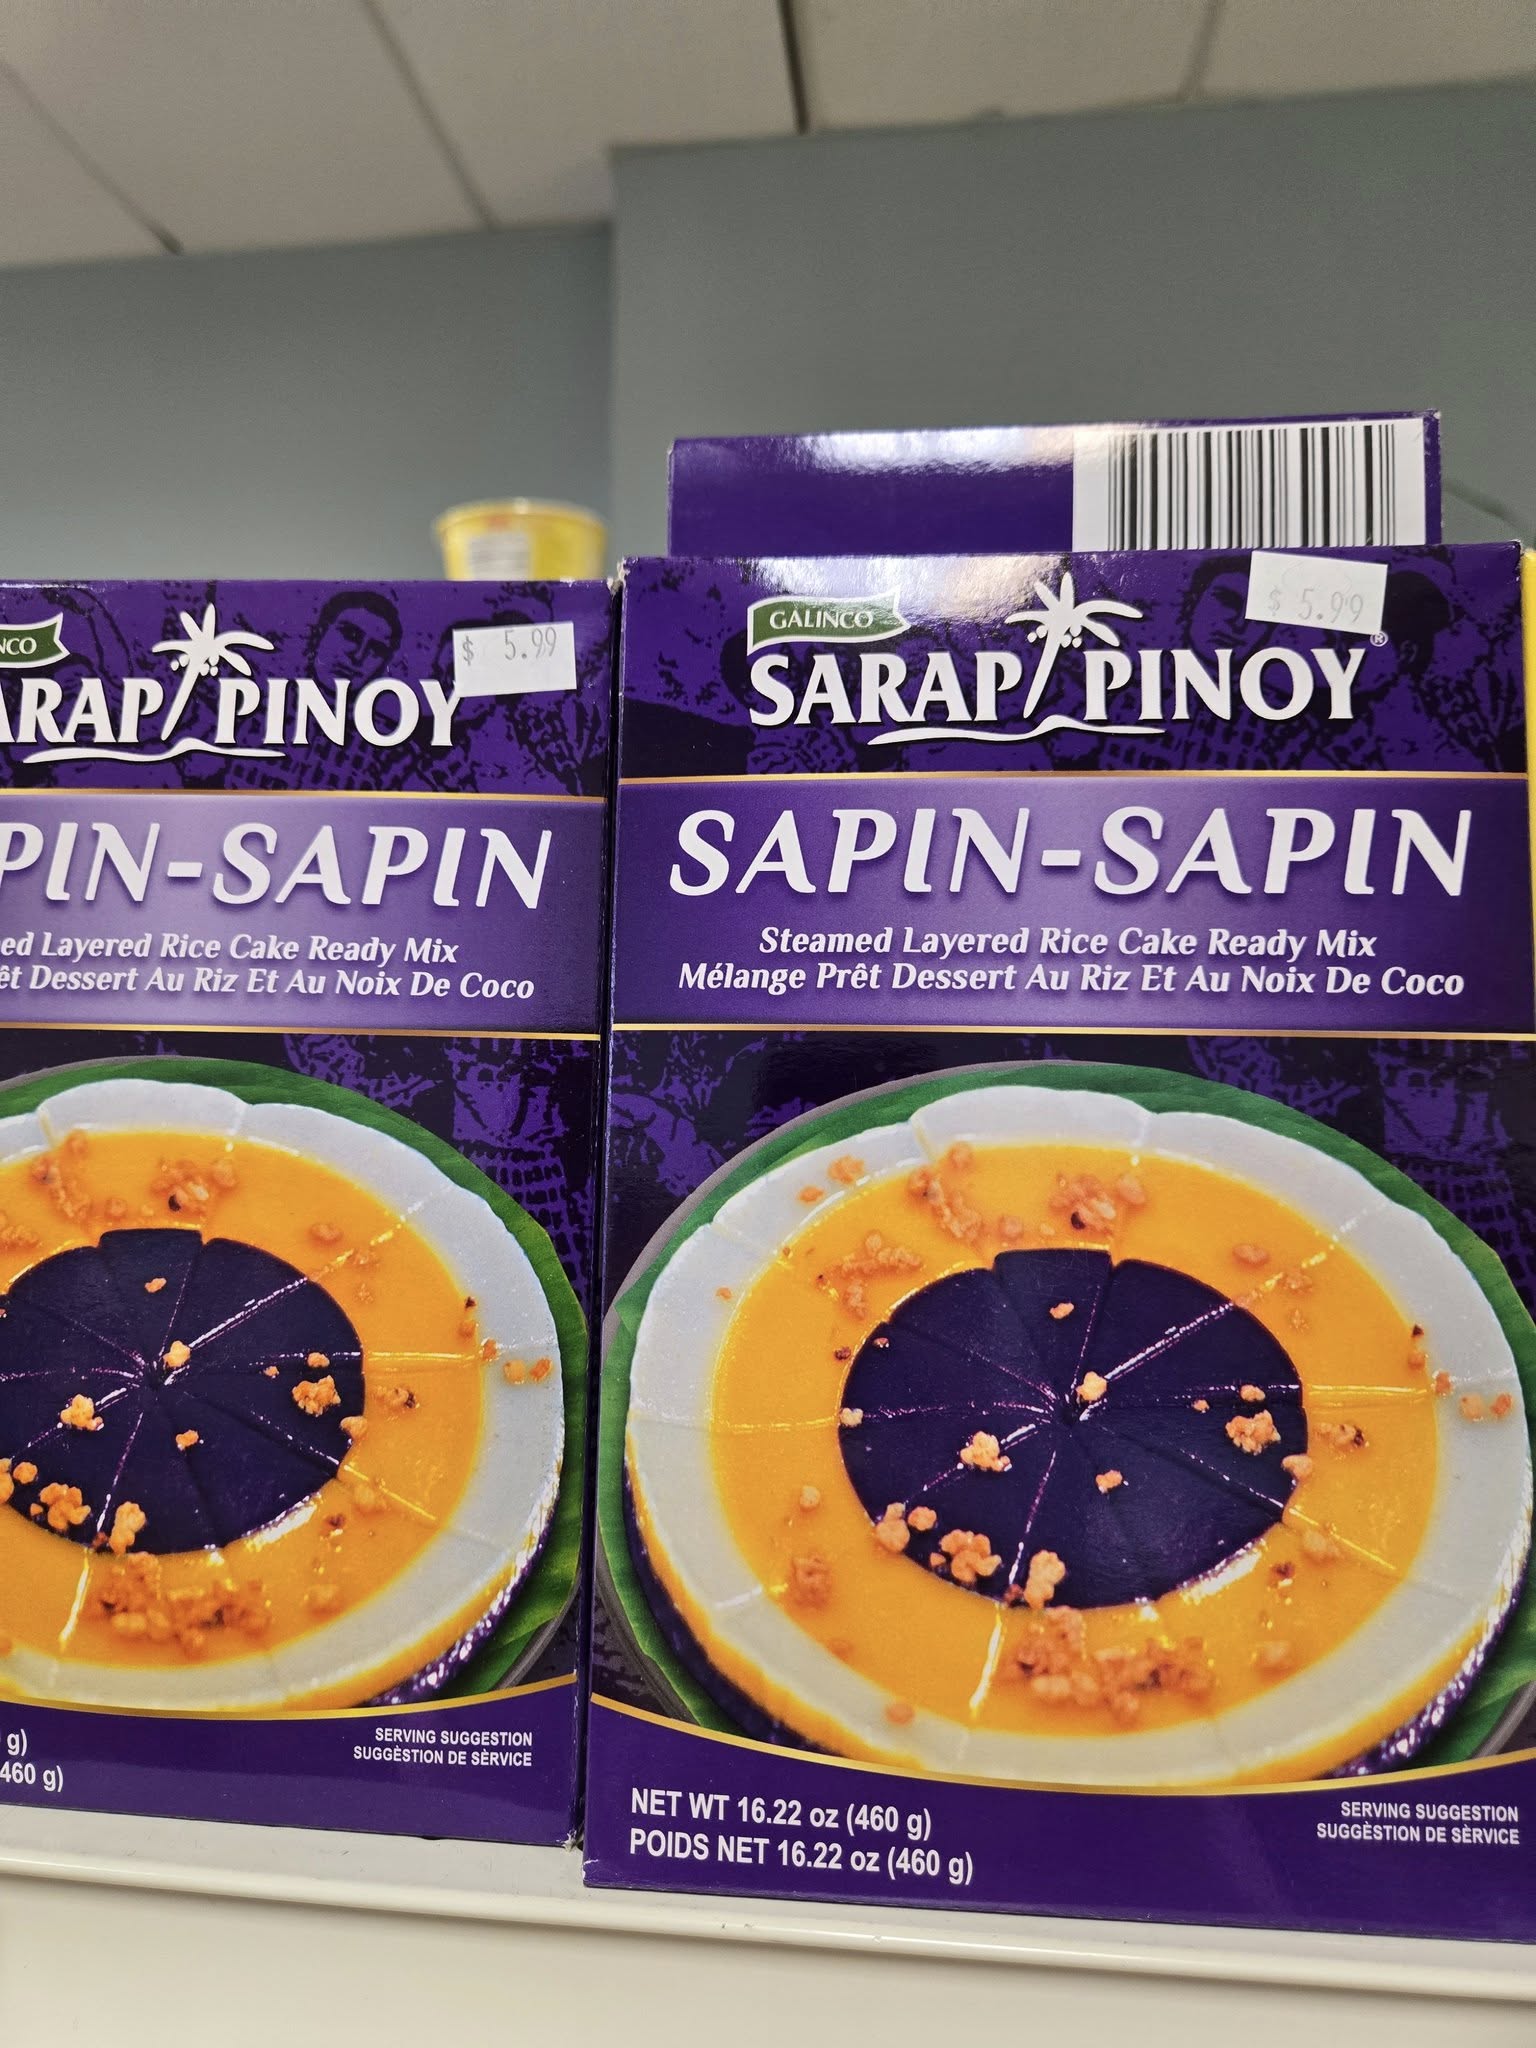 NCO
ARAP PINOY
$ 5.99
PIN-SAPIN
ed Layered Rice Cake Ready Mix
êt Dessert Au Riz Et Au Noix De Coco
g)
460 g)
SERVING SUGGESTION
SUGGÈSTION DE SÈRVICE
GALINCO
SARAP PINOY®
$ 5.99
SAPIN-SAPIN
Steamed Layered Rice Cake Ready Mix
Mélange Prêt Dessert Au Riz Et Au Noix De Coco
NET WT 16.22 oz (460 g)
POIDS NET 16.22 oz (460 g)
SERVING SUGGESTION
SUGGÈSTION DE SÈRVICE